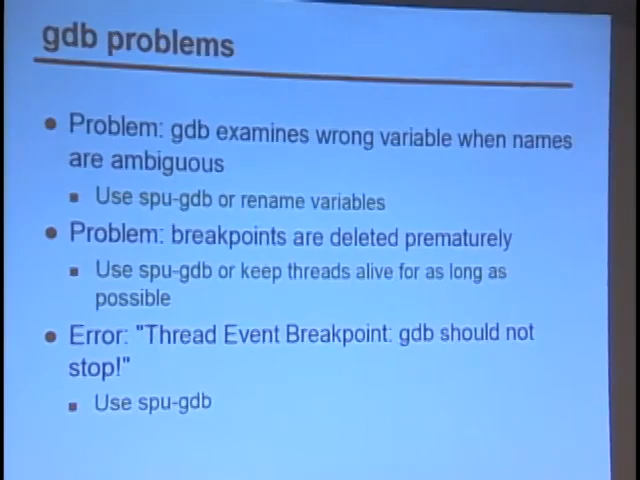 gdb problems
Problem: gdb examines wrong variable when names
are ambiguous
Use spu-gdb or rename variables
Problem: breakpoints are deleted prematurely
Use spu-gdb or keep threads alive for as long as
possible
Error: "Thread Event Breakpoint: gdb should not
stop!"
Use spu-gdb